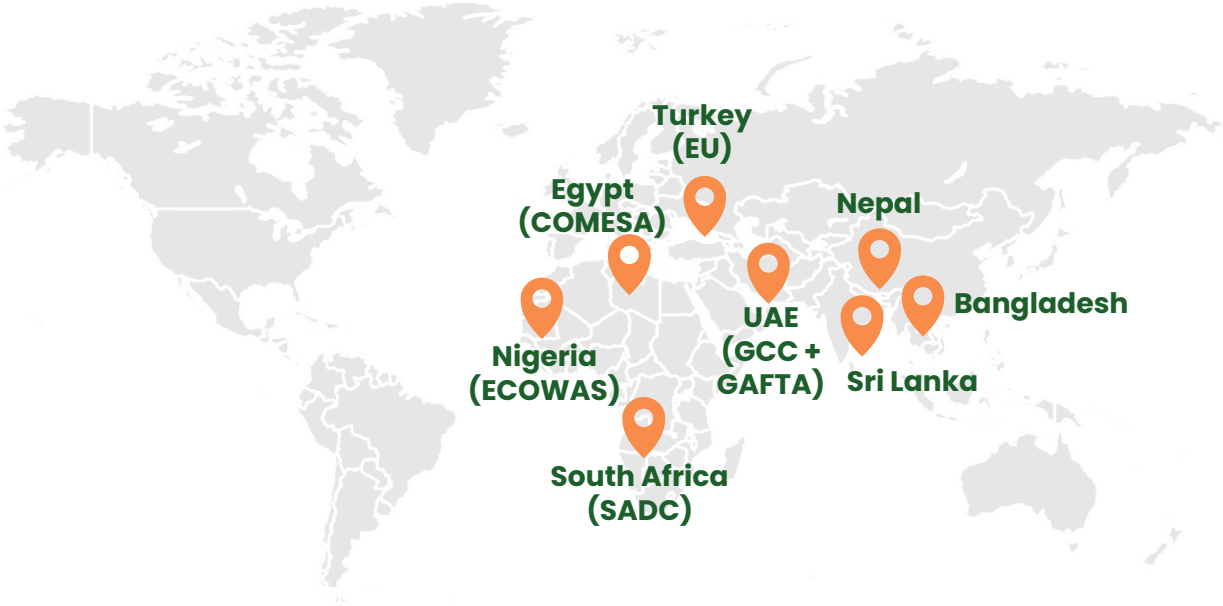 Turkey
(EU)
Egypt
(COMESA)
Nepal
Bangladesh
UAE
(GCC +
GAFTA)
Nigeria
(ECOWAS)
Sri Lanka
South Africa
(SADC)